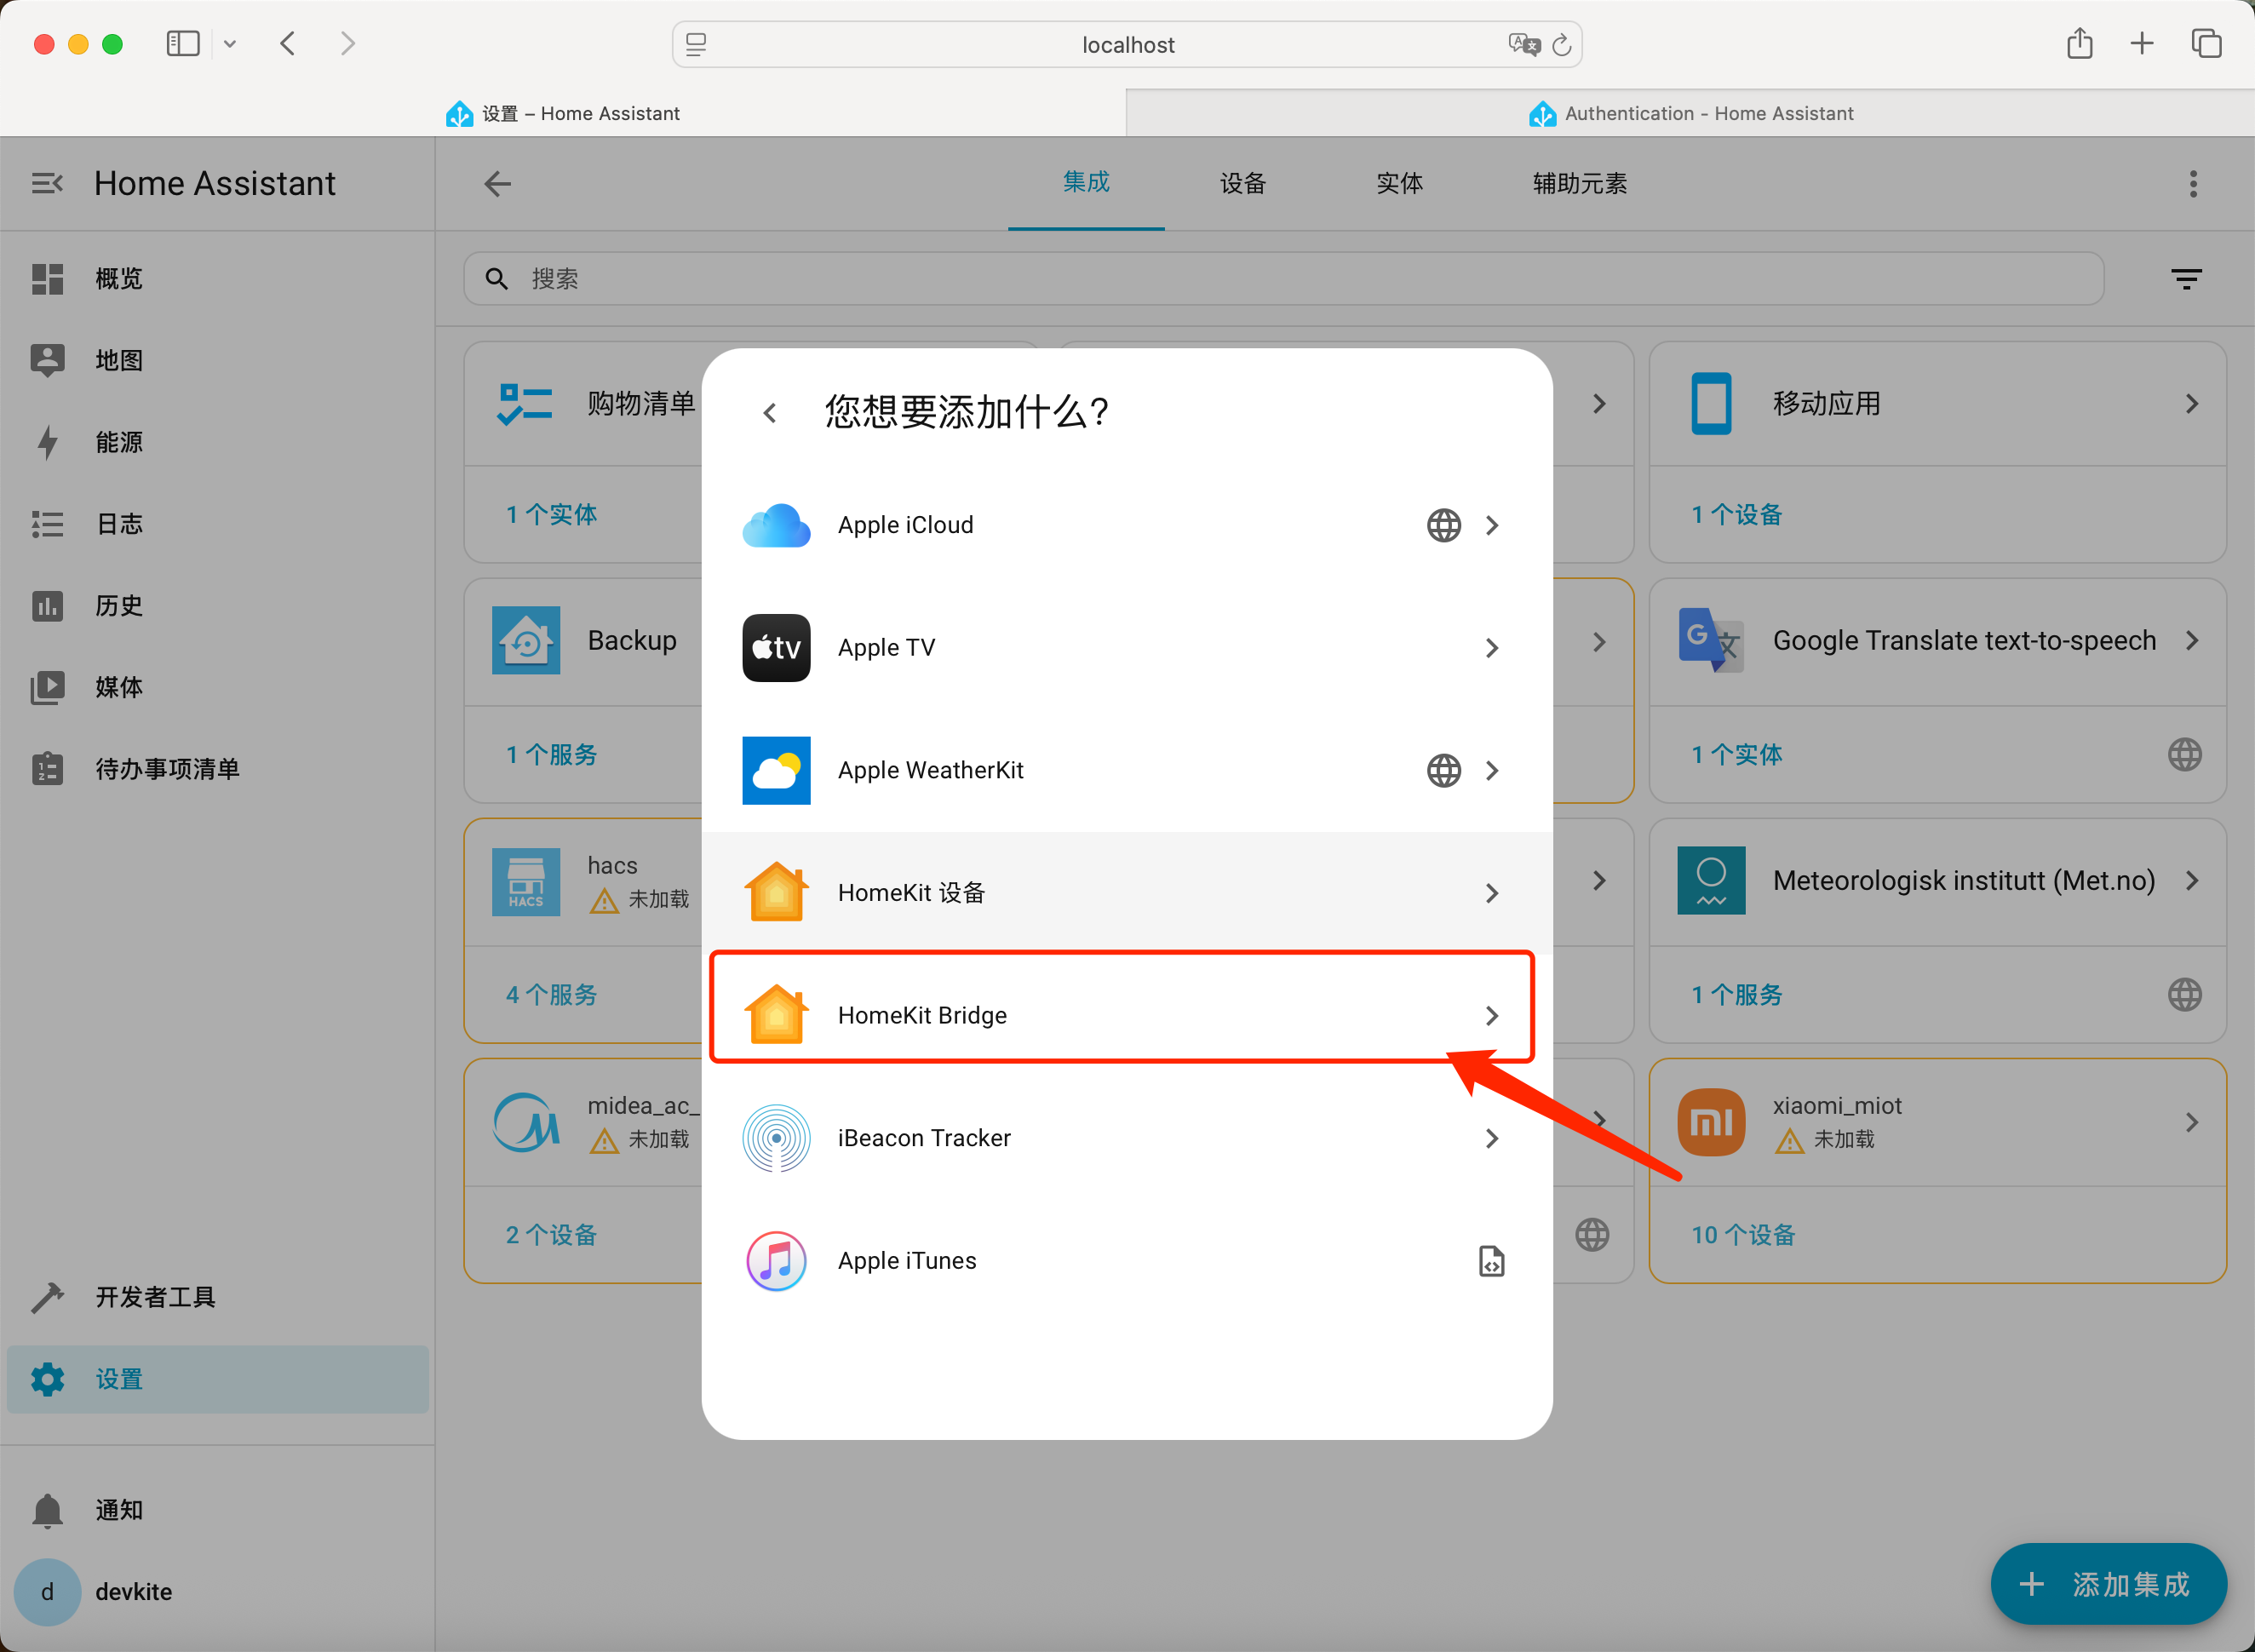 localhost
设置 – Home Assistant
Authentication - Home Assistant
Home Assistant
集成
设备
实体
辅助元素
概览
地图
能源
日志
历史
媒体
待办事项清单
开发者工具
设置
通知
d
devkite
搜索
购物清单
1 个实体
移动应用
1 个设备
Backup
1 个服务
Google Translate text-to-speech
1 个实体
hacs
HACS
未加载
4 个服务
Meteorologisk institutt (Met.no)
1 个服务
midea_ac_
未加载
2 个设备
xiaomi_miot
未加载
10 个设备
您想要添加什么?
Apple iCloud
tv
Apple TV
Apple WeatherKit
HomeKit 设备
HomeKit Bridge
iBeacon Tracker
Apple iTunes
添加集成